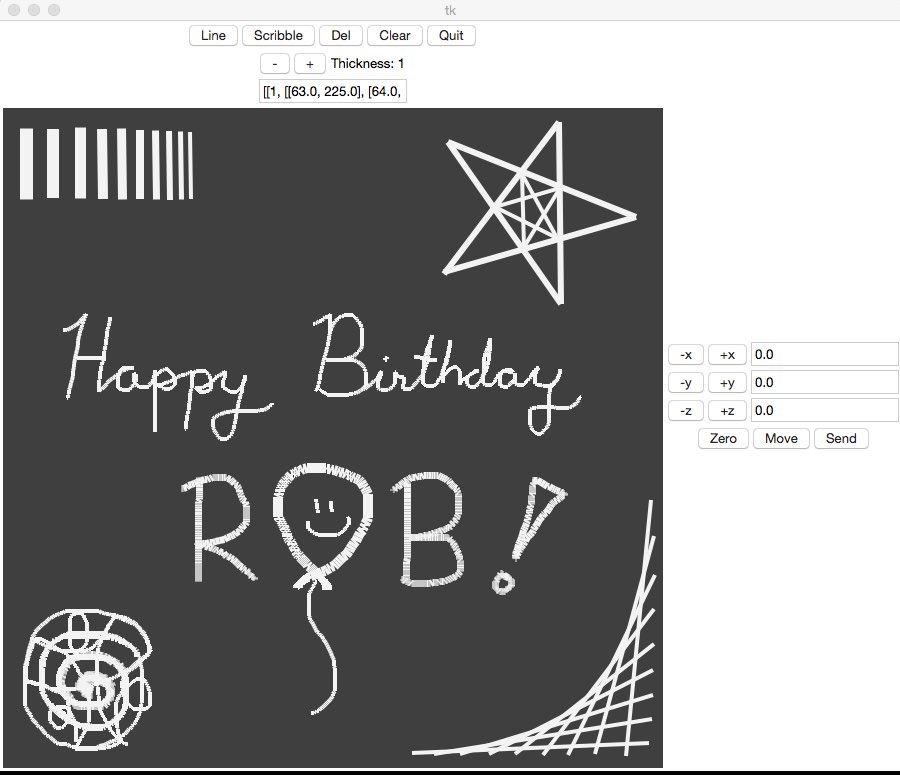 tk
Line Scribble Del Clear Quit
- + Thickness: 1
[[1, [[63.0, 225.0], [64.0,
Happy Birthday
ROB!
-x +x 0.0
-y +y 0.0
-z +z 0.0
Zero Move Send